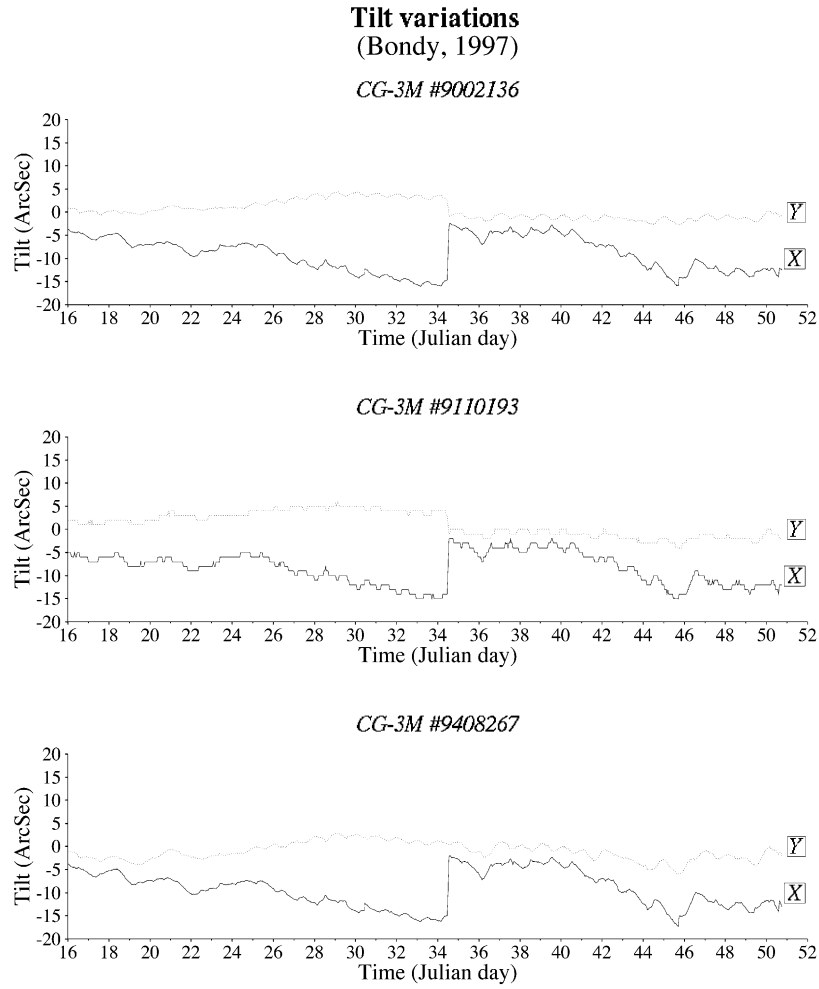 Tilt variations
(Bondy, 1997)
CG-3M #9002136
Tilt (ArcSec)
20
15
10
5
0
-5
-10
-15
-20
Y
X
16 18 20 22 24 26 28 30 32 34 36 38 40 42 44 46 48 50 52
Time (Julian day)
CG-3M #9110193
Tilt (ArcSec)
20
15
10
5
0
-5
-10
-15
-20
Y
X
16 18 20 22 24 26 28 30 32 34 36 38 40 42 44 46 48 50 52
Time (Julian day)
CG-3M #9408267
Tilt (ArcSec)
20
15
10
5
0
-5
-10
-15
-20
Y
X
16 18 20 22 24 26 28 30 32 34 36 38 40 42 44 46 48 50 52
Time (Julian day)